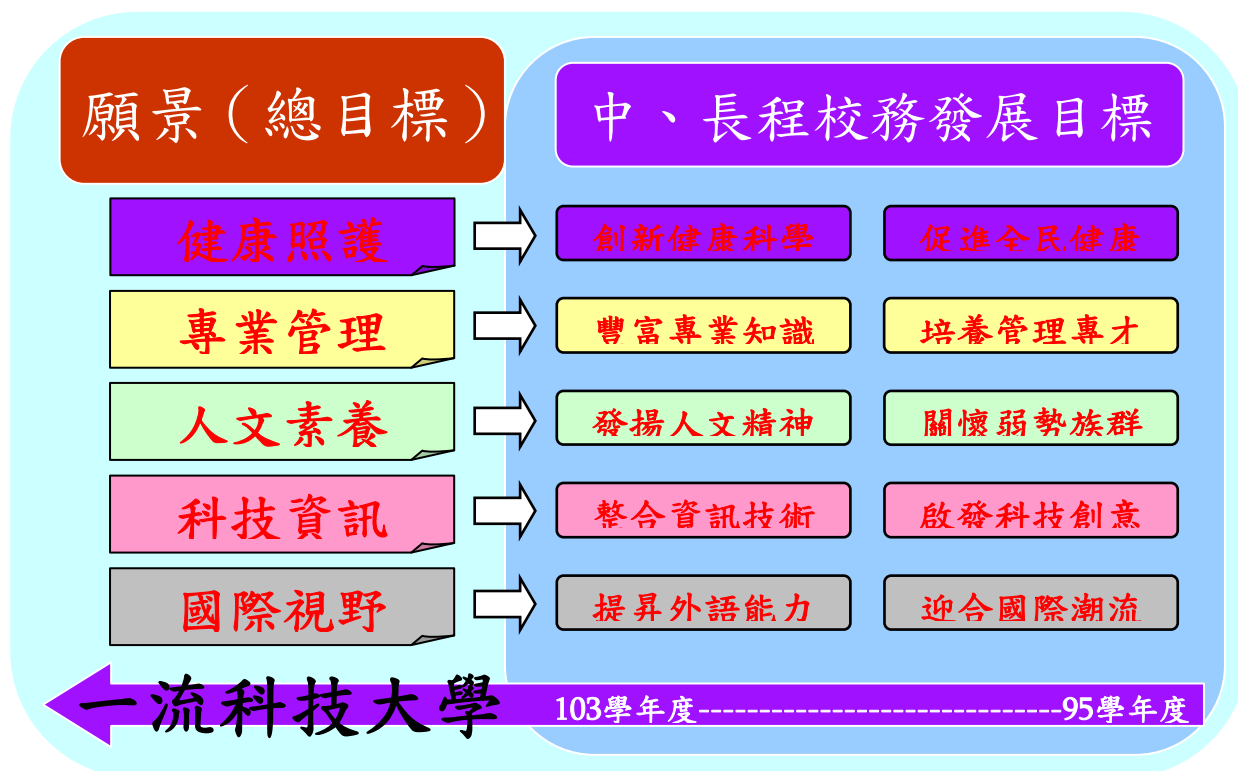 願景（總目標）
中、長程校務發展目標
健康照護
創新健康科學
促進全民健康
專業管理
豐富專業知識
培養管理專才
人文素養
發揚人文精神
關懷弱勢族群
科技資訊
整合資訊技術
啟發科技創意
國際視野
提昇外語能力
迎合國際潮流
一流科技大學
103學年度------------------------------95學年度